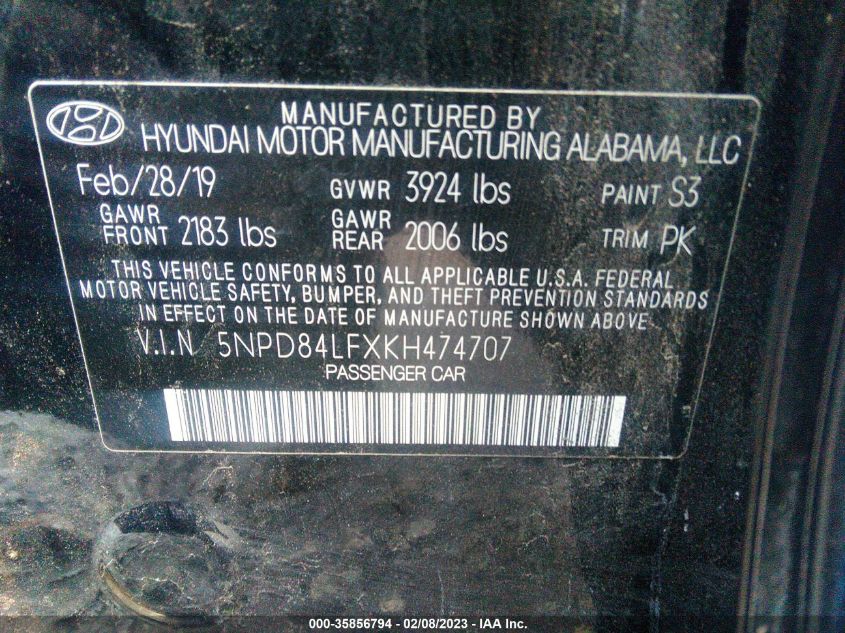 MANUFACTURED BY
HYUNDAI MOTOR MANUFACTURING ALABAMA, LLC
Feb/28/19 GVWR 3924 lbs PAINT S3
GAWR FRONT 2183 lbs GAWR REAR 2006 lbs TRIM PK
THIS VEHICLE CONFORMS TO ALL APPLICABLE U.S.A. FEDERAL
MOTOR VEHICLE SAFETY, BUMPER, AND THEFT PREVENTION STANDARDS
IN EFFECT ON THE DATE OF MANUFACTURE SHOWN ABOVE.
V.I.N 5NPD84LFXKH474707
PASSENGER CAR
000-35856794 - 02/08/2023 - IAA Inc.